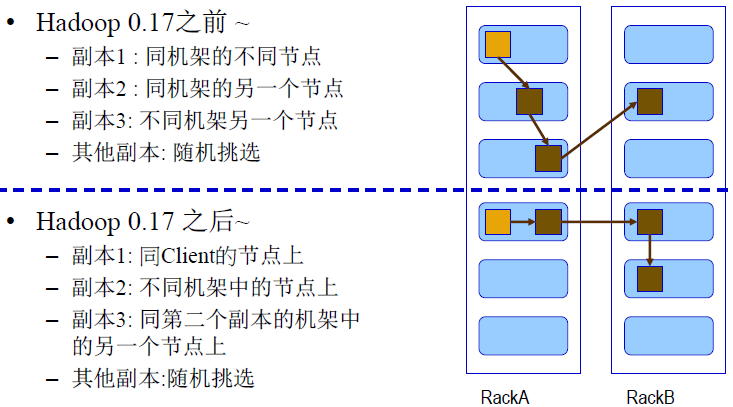 • Hadoop 0.17之前 ~
– 副本1 : 同机架的不同节点
– 副本2 : 同机架的另一个节点
– 副本3: 不同机架另一个节点
– 其他副本: 随机挑选
• Hadoop 0.17 之后~
– 副本1: 同Client的节点上
– 副本2: 不同机架中的节点上
– 副本3: 同第二个副本的机架中
的另一个节点上
– 其他副本:随机挑选
RackA
RackB